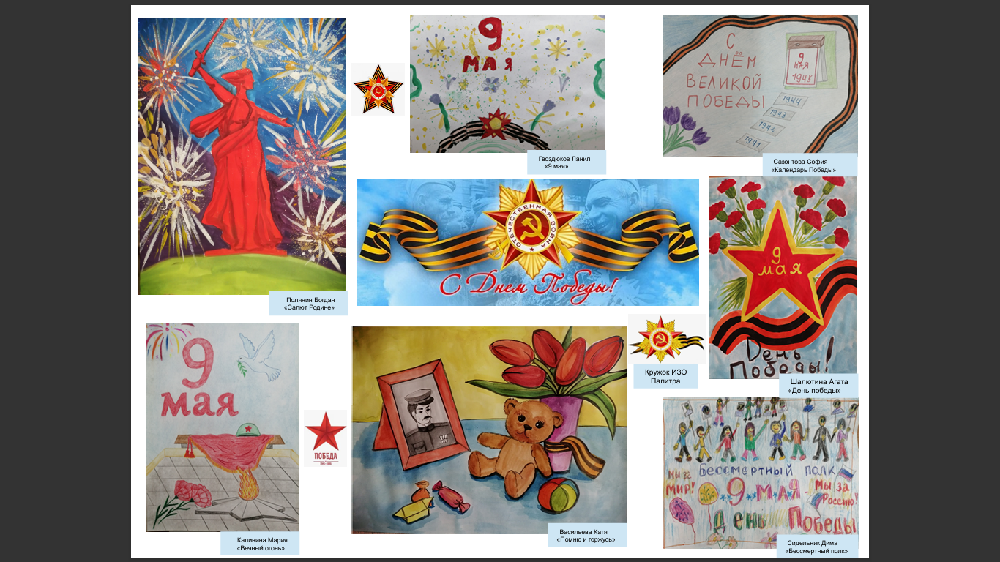 Полянин Богдан
«Салют Родине»
9
МАЯ
Гвоздюков Ланил
«9 мая»
С
ДНЁМ
ВЕЛИКОЙ
ПОБЕДЫ
9
МАЯ
1945
1944
1943
1942
1941
Сазонтова София
«Календарь Победы»
ОТЕЧЕСТВЕННАЯ ВОЙНА
С Днем Победы!
9
мая
День
Победы!
Шалютина Агата
«День победы»
9
мая
Калинина Мария
«Вечный огонь»
ПОБЕДА
Васильева Катя
«Помню и горжусь»
Кружок ИЗО
Палитра
Бессмертный полк
Мы за
МИР!
9 МАЯ
Мы за
Россию!
День Победы
Сидельник Дима
«Бессмертный полк»